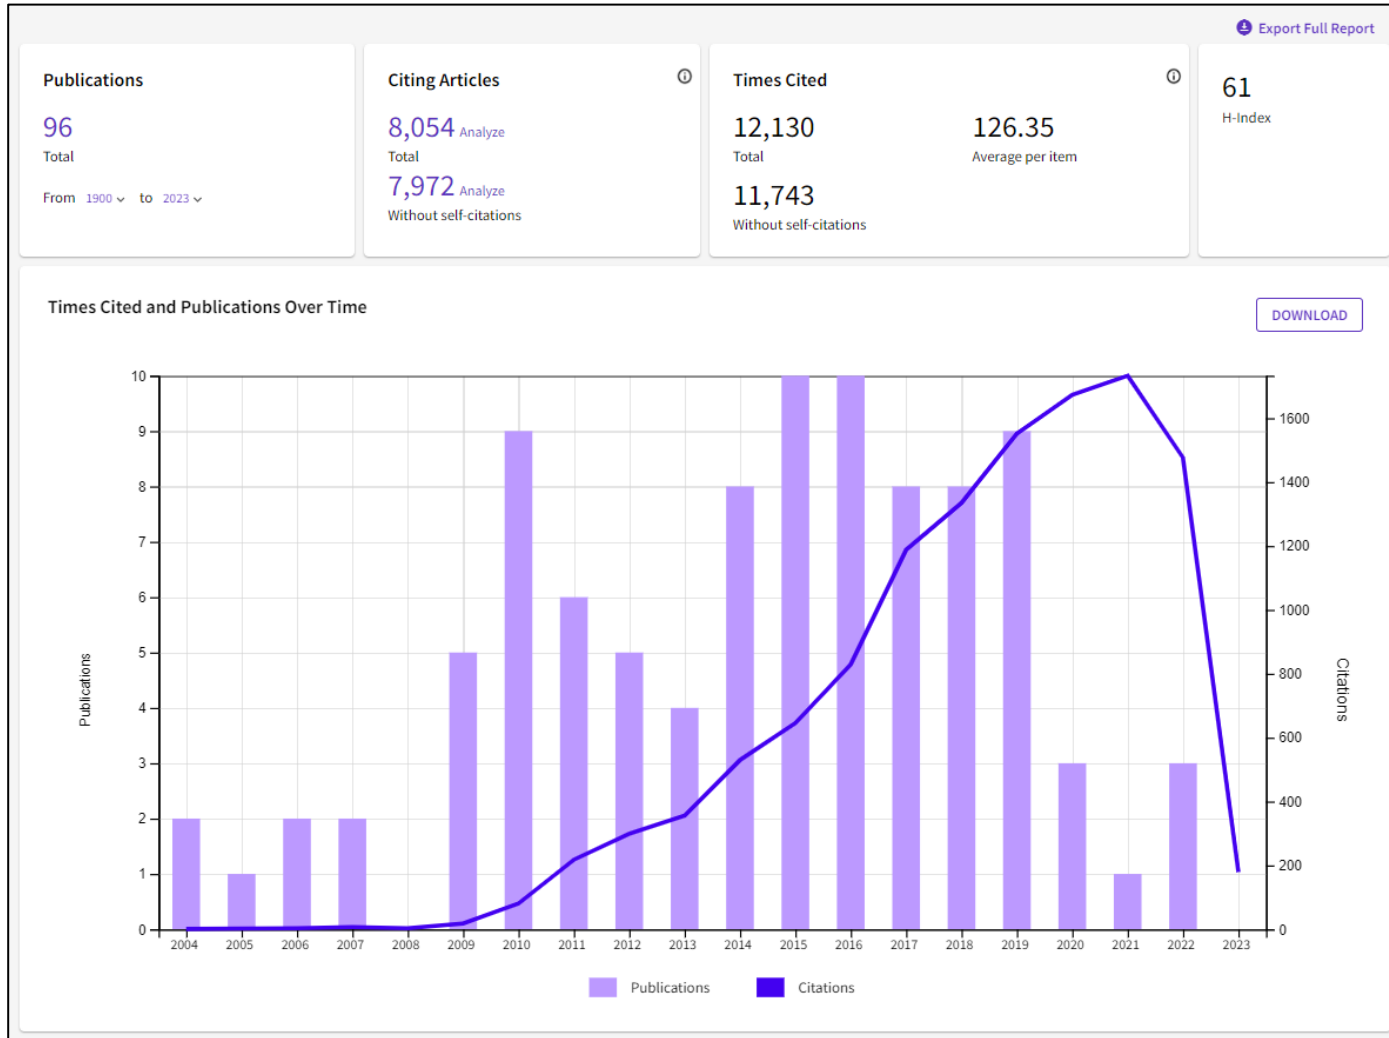 Export Full Report
Publications
96
Total
From 1900 to 2023
Citing Articles
8,054 Analyze
Total
7,972 Analyze
Without self-citations
Times Cited
12,130
Total
126.35
Average per item
11,743
Without self-citations
61
H-Index
Times Cited and Publications Over Time
DOWNLOAD
10
9
8
7
6
5
4
3
2
1
0
Publications
1600
1400
1200
1000
800
600
400
200
0
Citations
2004 2005 2006 2007 2008 2009 2010 2011 2012 2013 2014 2015 2016 2017 2018 2019 2020 2021 2022 2023
Publications Citations